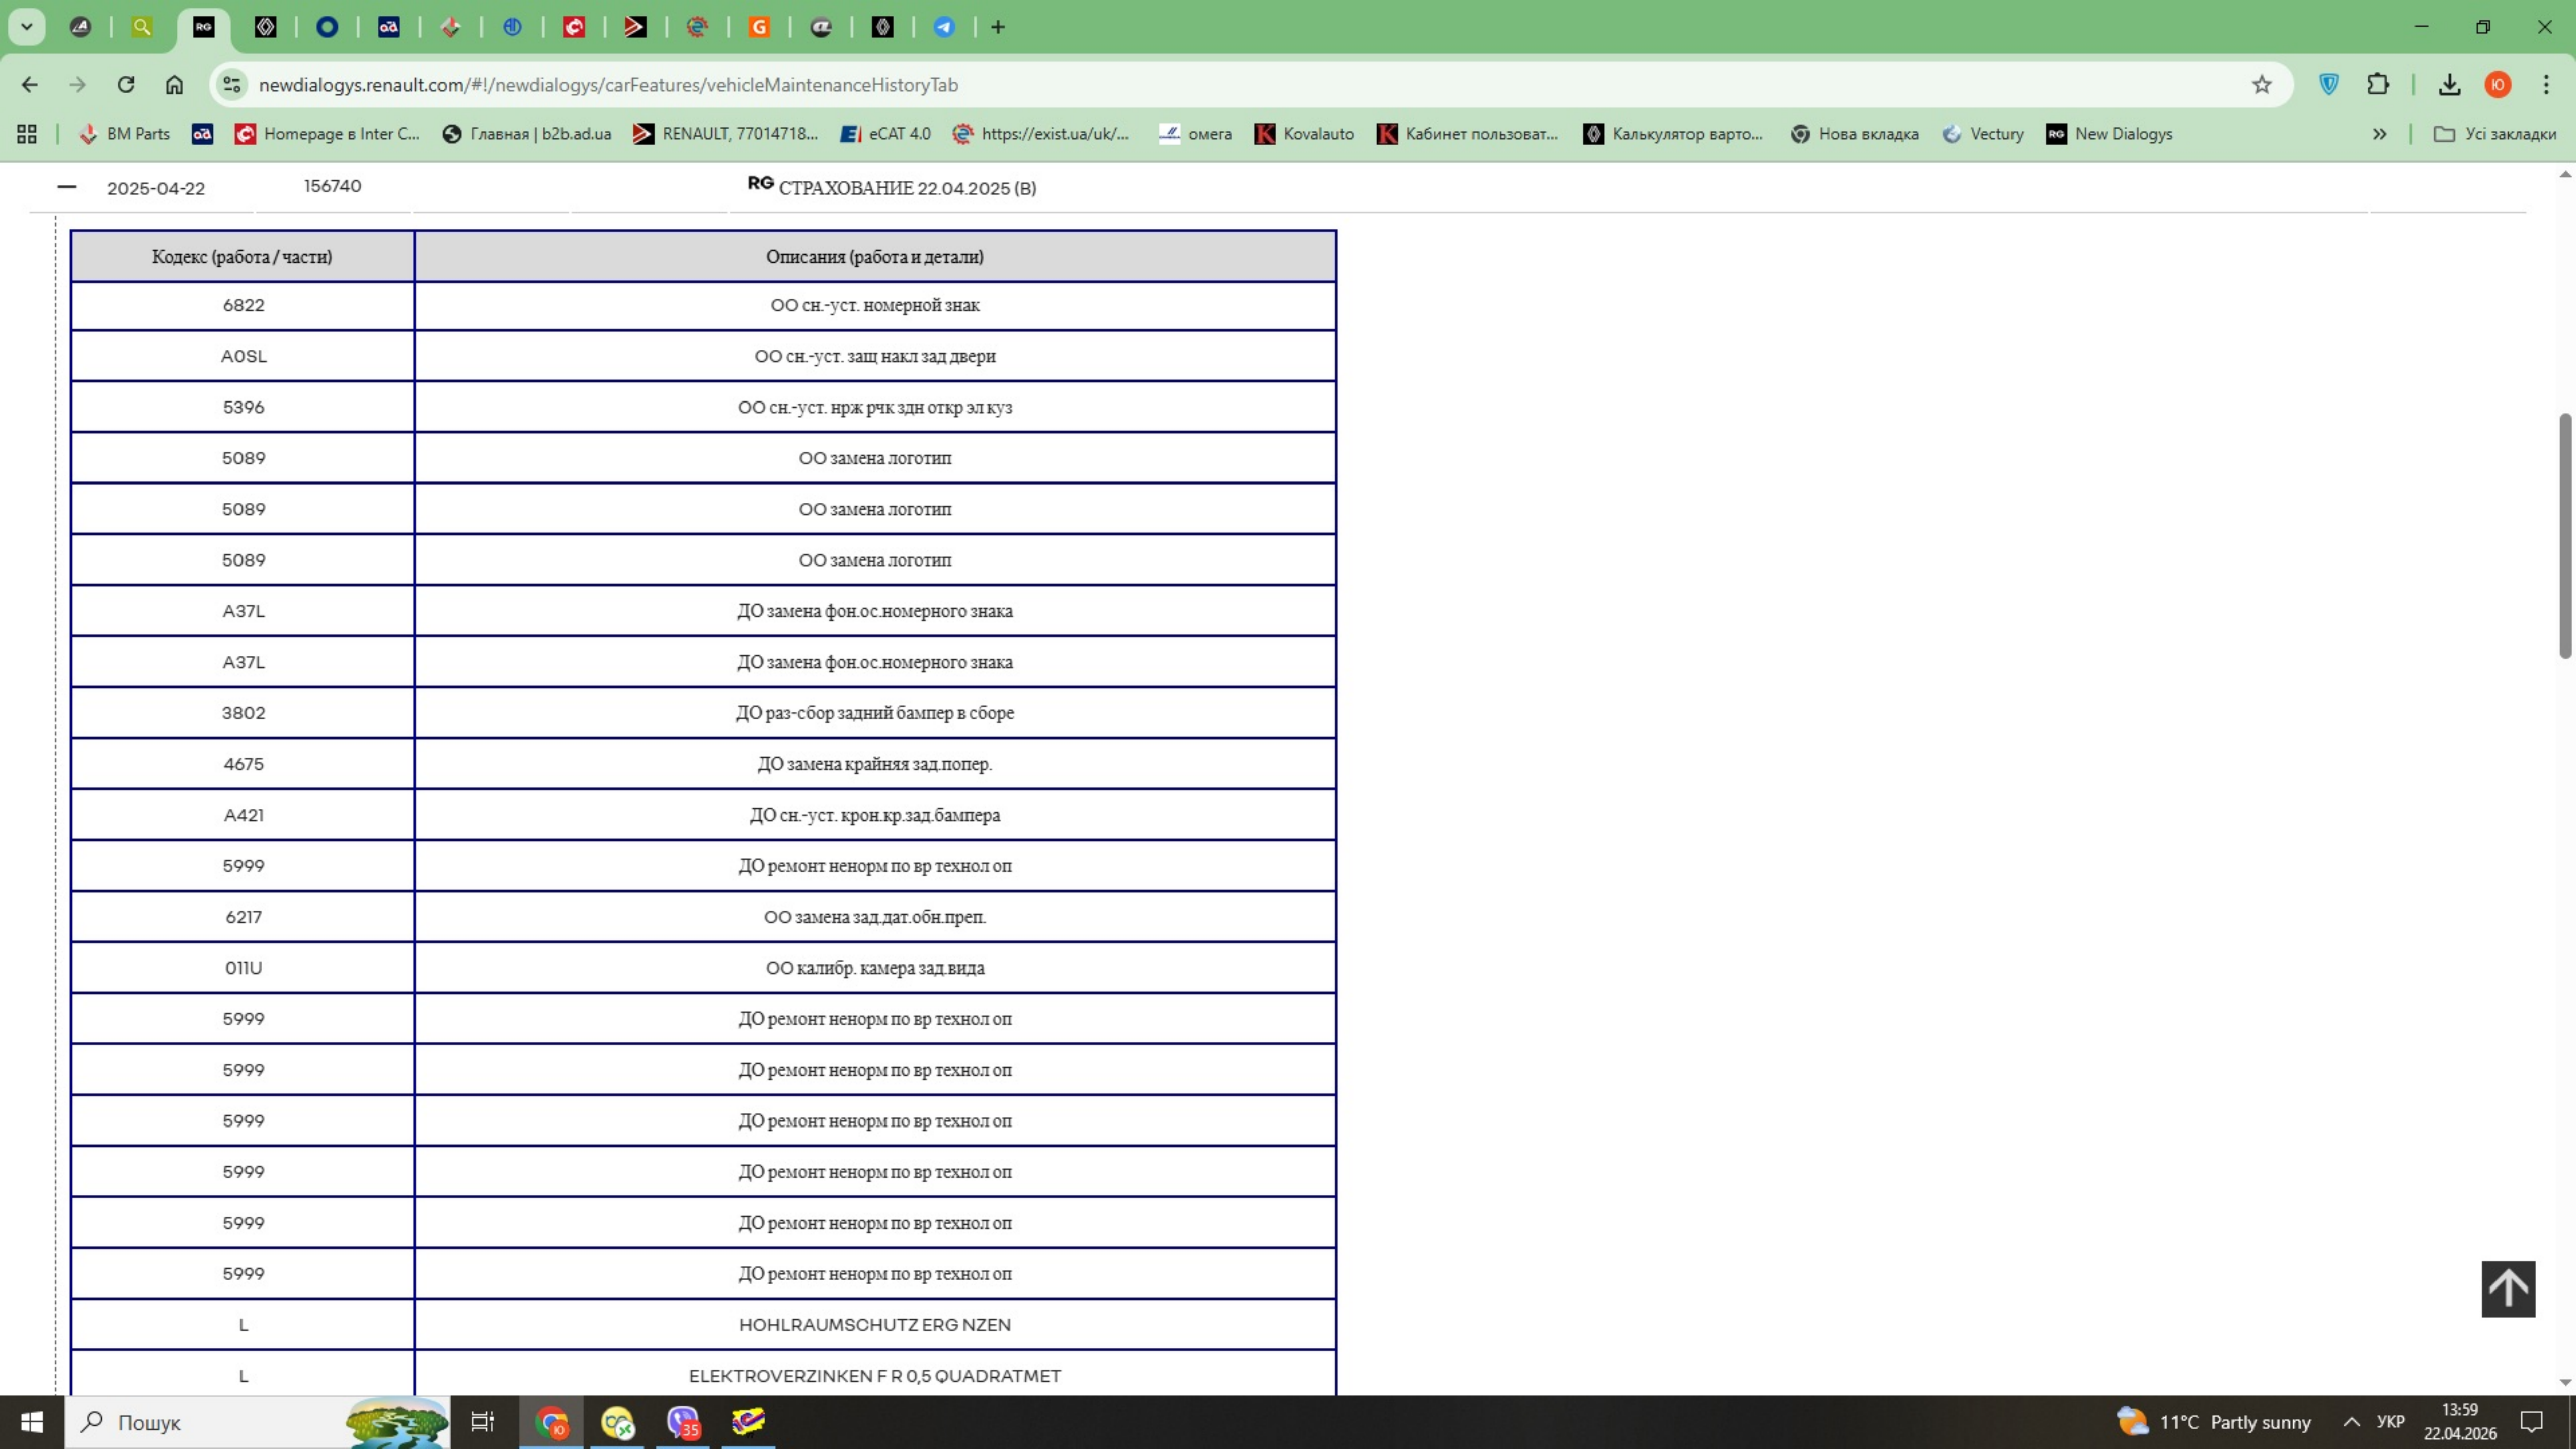 RG
newdialogys.renault.com/#!/newdialogys/carFeatures/vehicleMaintenanceHistoryTab
Ю
BM Parts
Homepage в Inter C...
Главная | b2b.ad.ua
RENAULT, 77014718...
eCAT 4.0
https://exist.ua/uk/...
омега
Kovalauto
Кабинет пользоват...
Калькулятор варто...
Нова вкладка
Vectury
New Dialogys
Усі закладки
2025-04-22 156740 RG СТРАХОВАНИЕ 22.04.2025 (B)
Кодекс (работа / части) Описания (работа и детали)
6822 ОО сн.-уст. номерной знак
A0SL ОО сн.-уст. защ накл зад двери
5396 ОО сн.-уст. нрж рчк здн откр эл куз
5089 ОО замена логотип
5089 ОО замена логотип
5089 ОО замена логотип
A37L ДО замена фон.ос.номерного знака
A37L ДО замена фон.ос.номерного знака
3802 ДО раз-сбор задний бампер в сборе
4675 ДО замена крайняя зад.попер.
A421 ДО сн.-уст. крон.кр.зад.бампера
5999 ДО ремонт ненорм по вр технол оп
6217 ОО замена зад.дат.обн.преп.
011U ОО калибр. камера зад.вида
5999 ДО ремонт ненорм по вр технол оп
5999 ДО ремонт ненорм по вр технол оп
5999 ДО ремонт ненорм по вр технол оп
5999 ДО ремонт ненорм по вр технол оп
5999 ДО ремонт ненорм по вр технол оп
5999 ДО ремонт ненорм по вр технол оп
L HOHLRAUMSCHUTZ ERG NZEN
L ELEKTROVERZINKEN F R 0,5 QUADRATMET
Пошук
35
11°C Partly sunny
УКР
13:59
22.04.2026